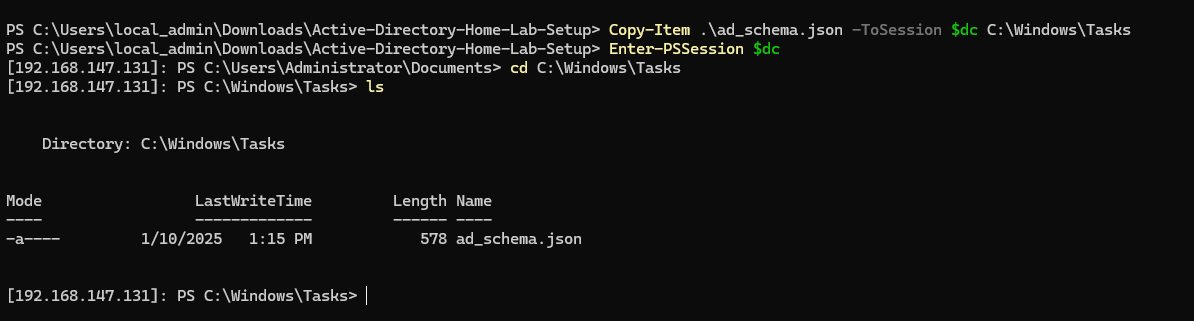 PS C:\Users\local_admin\Downloads\Active-Directory-Home-Lab-Setup> Copy-Item .\ad_schema.json -ToSession $dc C:\Windows\Tasks
PS C:\Users\local_admin\Downloads\Active-Directory-Home-Lab-Setup> Enter-PSSession $dc
[192.168.147.131]: PS C:\Users\Administrator\Documents> cd C:\Windows\Tasks
[192.168.147.131]: PS C:\Windows\Tasks> ls
Directory: C:\Windows\Tasks
Mode LastWriteTime Length Name
---- ------------- ------ ----
-a---- 1/10/2025 1:15 PM 578 ad_schema.json
[192.168.147.131]: PS C:\Windows\Tasks>